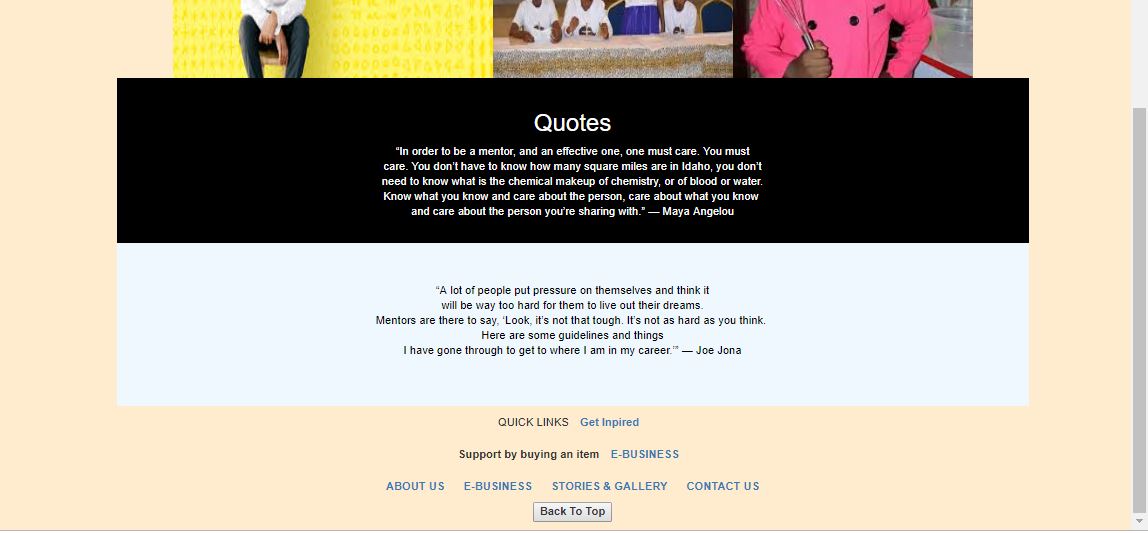 Quotes
“In order to be a mentor, and an effective one, one must care. You must
care. You don’t have to know how many square miles are in Idaho, you don’t
need to know what is the chemical makeup of chemistry, or of blood or water.
Know what you know and care about the person, care about what you know
and care about the person you’re sharing with.” — Maya Angelou
“A lot of people put pressure on themselves and think it
will be way too hard for them to live out their dreams.
Mentors are there to say, ‘Look, it’s not that tough. It’s not as hard as you think.
Here are some guidelines and things
I have gone through to get to where I am in my career.’” — Joe Jona
QUICK LINKS Get Inpired
Support by buying an item E-BUSINESS
ABOUT US E-BUSINESS STORIES & GALLERY CONTACT US
Back To Top